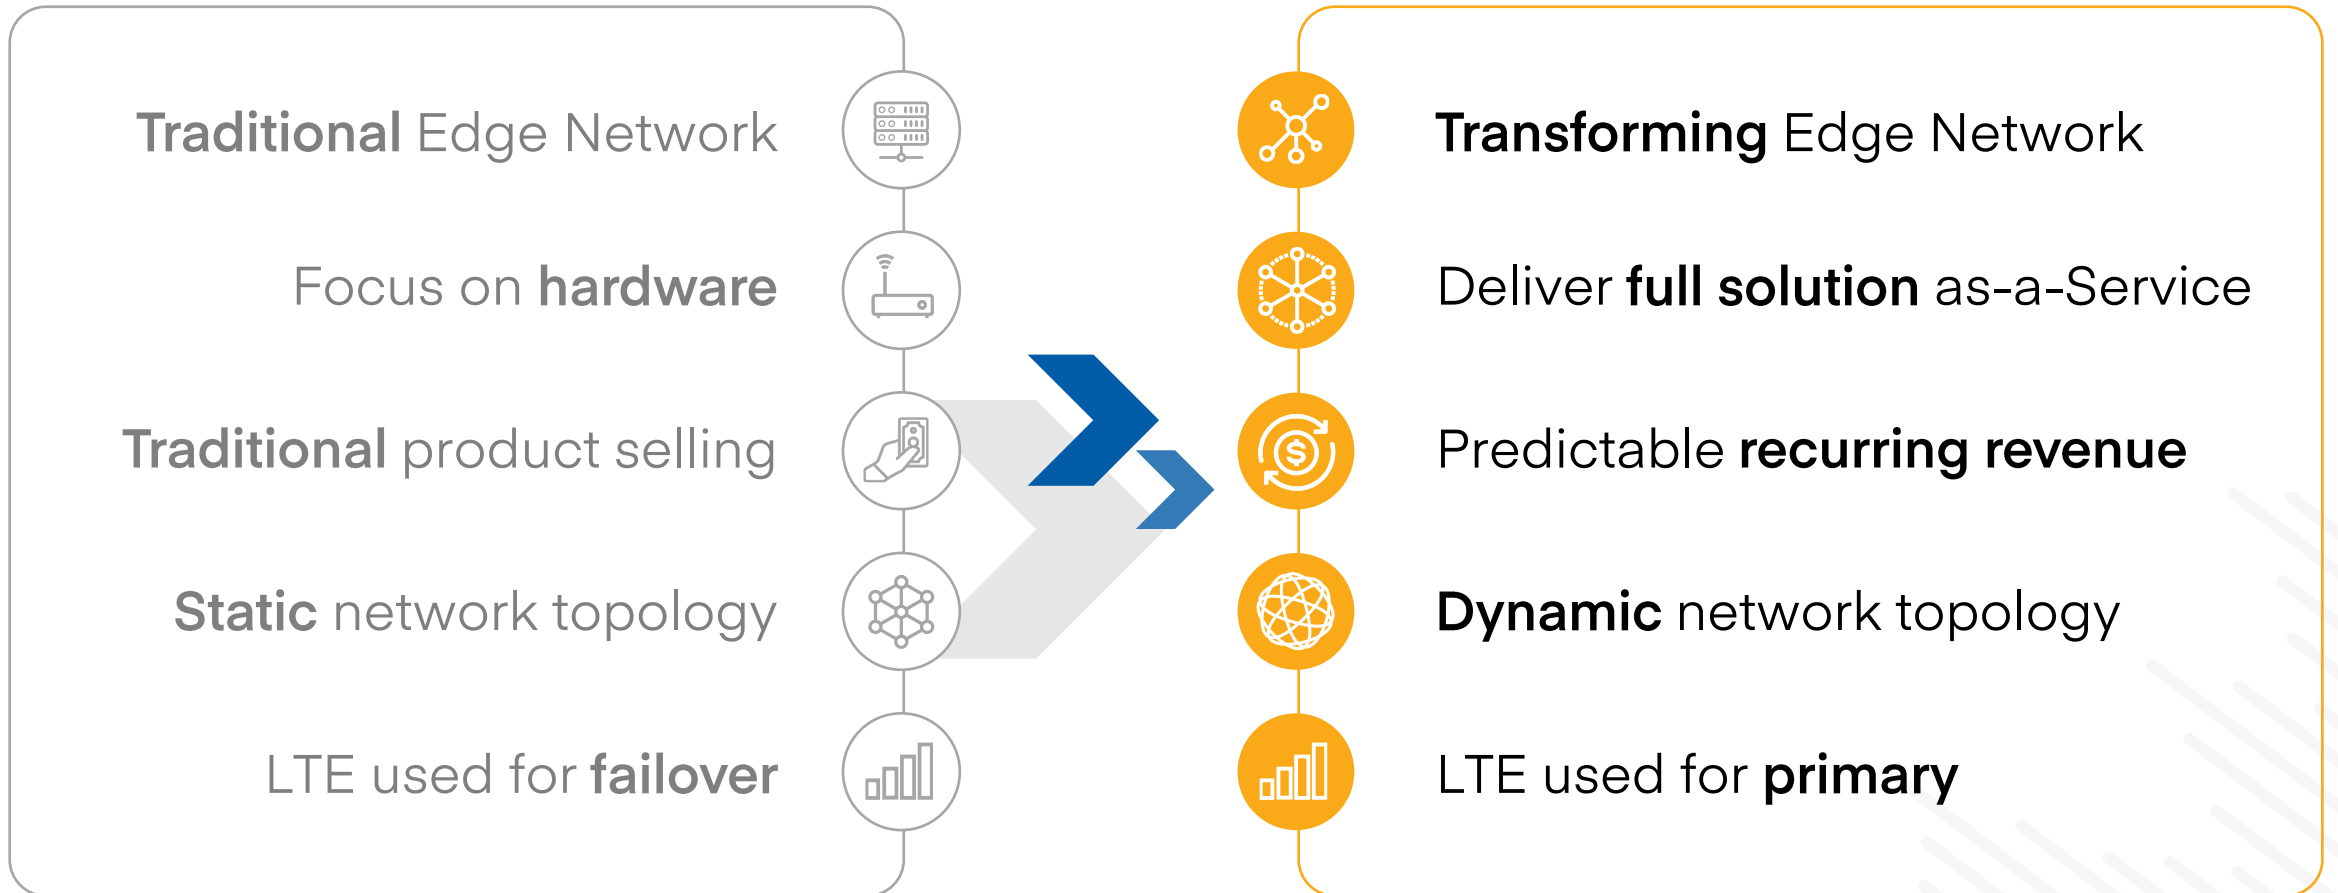 Traditional Edge Network
Focus on hardware
Traditional product selling
Static network topology
LTE used for failover
Transforming Edge Network
Deliver full solution as-a-Service
Predictable recurring revenue
Dynamic network topology
LTE used for primary